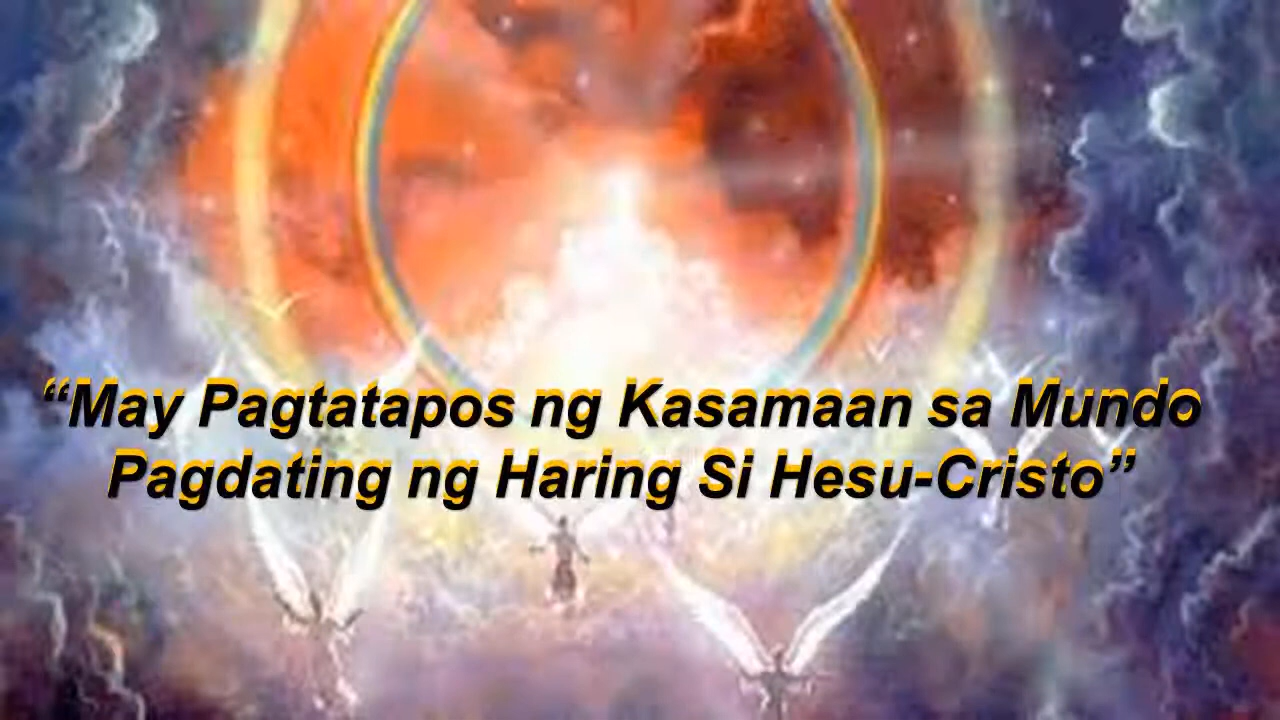 “May Pagtatapos ng Kasamaan sa Mundo
Pagdating ng Haring Si Hesu-Cristo”